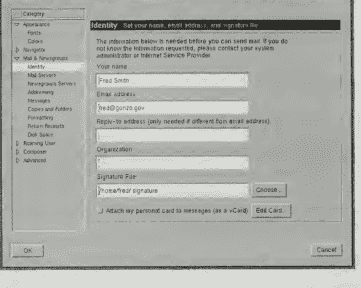 Category
Appearance
Fonts
Colors
Navigator
Mail & Newsgroups
Identity
Mail Servers
Newsgroups Servers
Addressing
Messages
Copies and Folders
Formatting
Return Receipts
Disk Space
Roaming User
Composer
Advanced
Identity Set your name, email address, and signature file
The information below is needed before you can send mail. If you do
not know the information requested, please contact your system
administrator or Internet Service Provider.
Your name:
Fred Smith
Email address:
fred@gonzo.gov
Reply-to address (only needed if different from email address):
Organization:
Signature File:
/home/fred/.signature
Choose...
Attach my personal card to messages (as a vCard)
Edit Card...
OK
Cancel